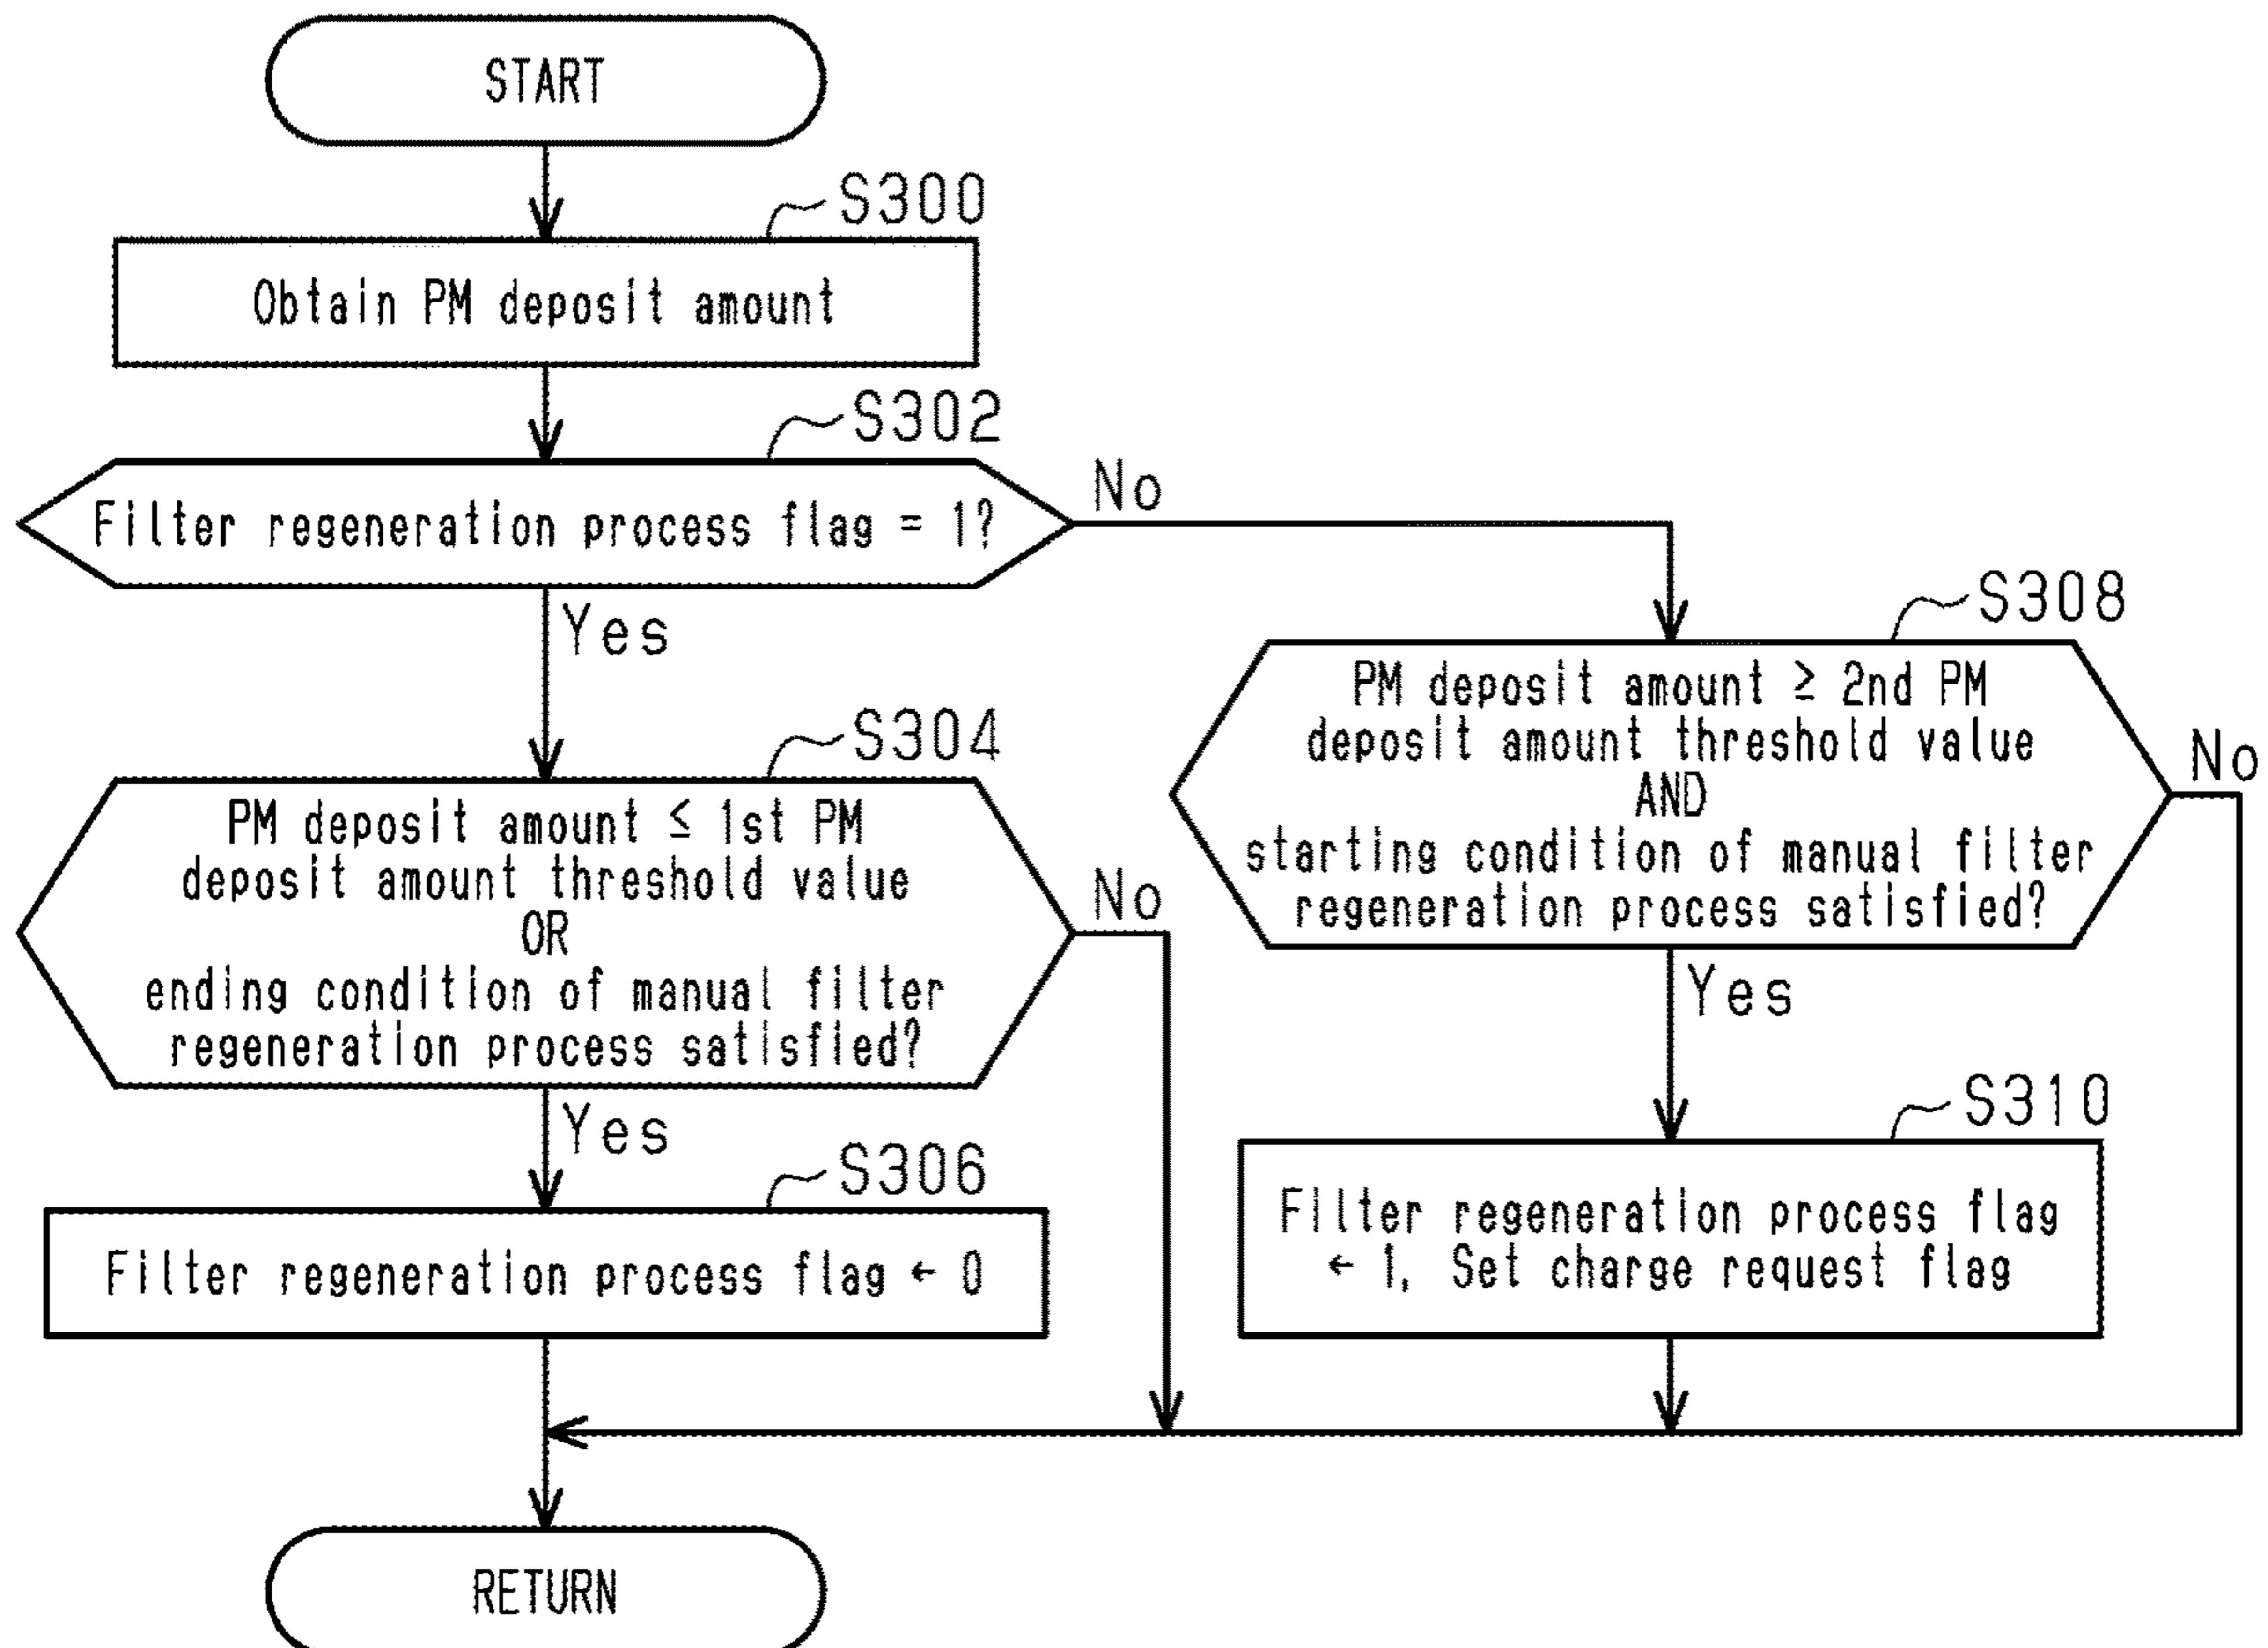 START
S300
Obtain PM deposit amount
S302
Filter regeneration process flag = 1?
No
Yes
S304
PM deposit amount ≤ 1st PM
deposit amount threshold value
OR
ending condition of manual filter
regeneration process satisfied?
No
Yes
S306
Filter regeneration process flag ← 0
S308
PM deposit amount ≥ 2nd PM
deposit amount threshold value
AND
starting condition of manual filter
regeneration process satisfied?
No
Yes
S310
Filter regeneration process flag
← 1, Set charge request flag
RETURN